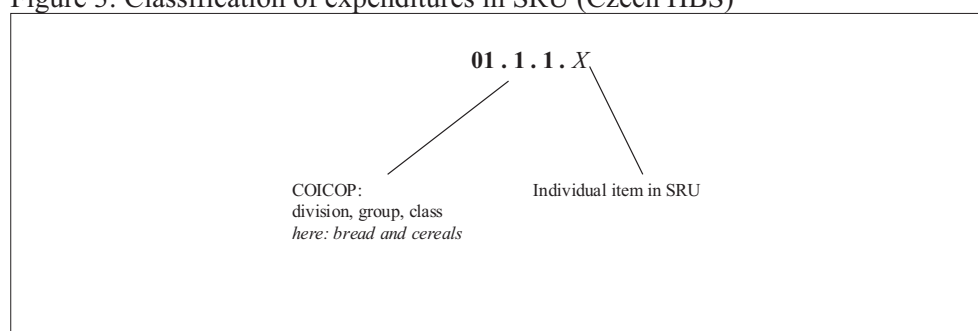 Figure 3: Classification of expenditures in SRU (Czech HBS)
01 . 1 . 1 . X
COICOP:
division, group, class
here: bread and cereals
Individual item in SRU